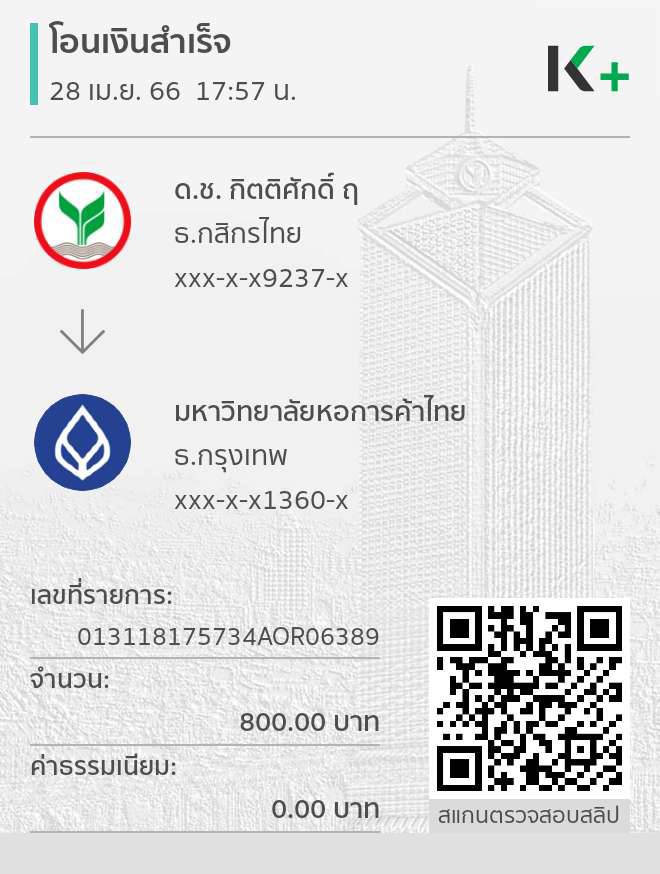 โอนเงินสำเร็จ
28 เม.ย. 66 17:57 น.
K+
ด.ช. กิตติศักดิ์ ฤ
ธ.กสิกรไทย
xxx-x-x9237-x
มหาวิทยาลัยหอการค้าไทย
ธ.กรุงเทพ
xxx-x-x1360-x
เลขที่รายการ:
013118175734AOR06389
จำนวน:
800.00 บาท
ค่าธรรมเนียม:
0.00 บาท
สแกนตรวจสอบสลิป